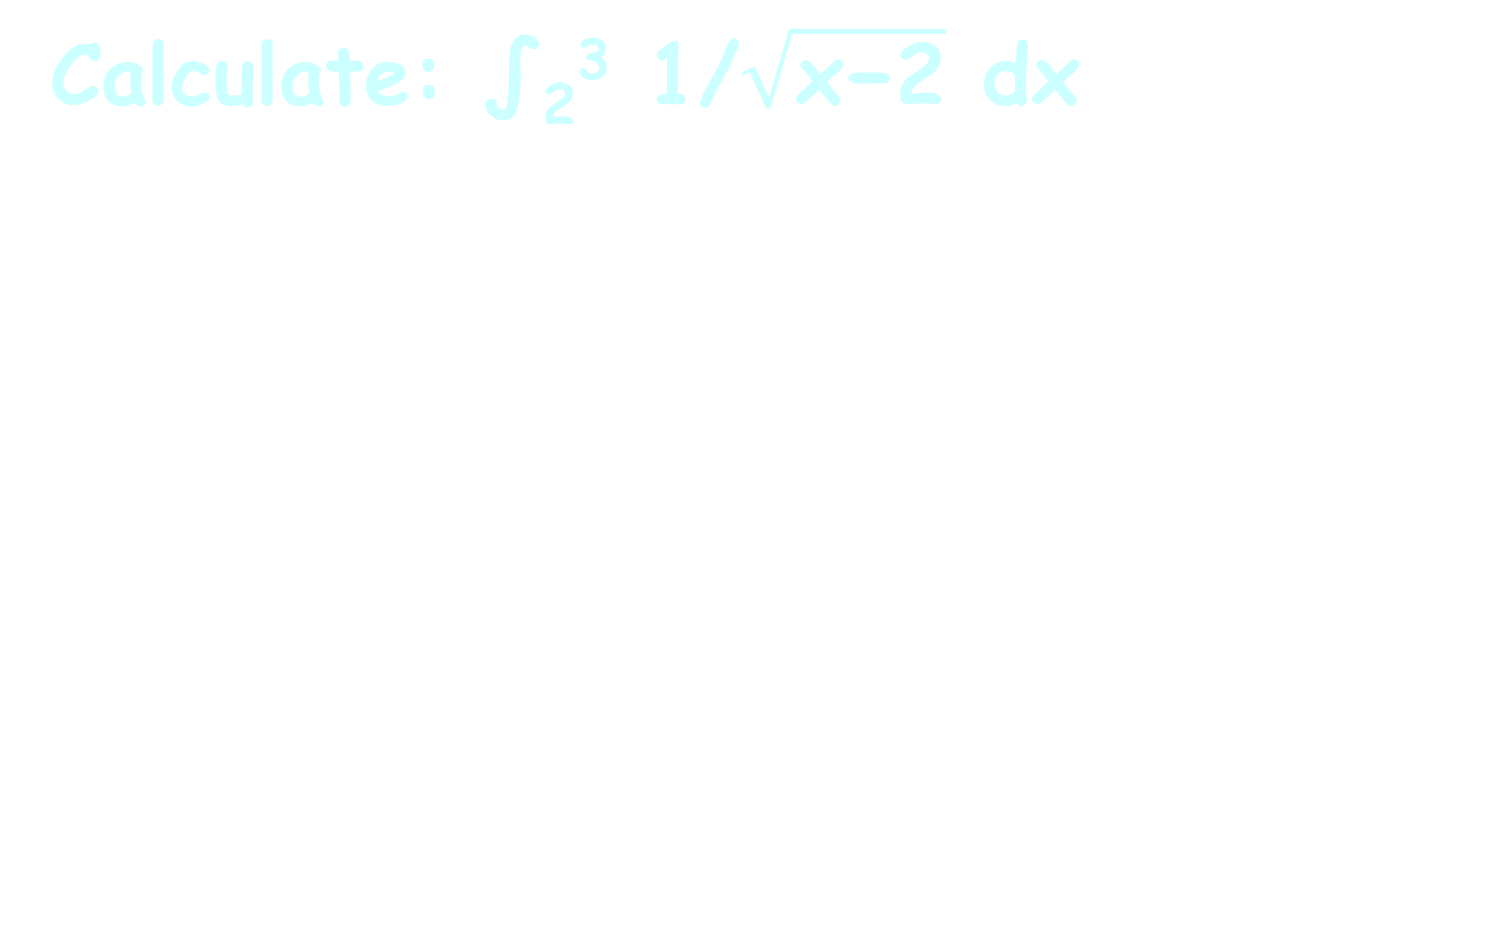 Calculate: ∫₂³ 1/√x−2 dx